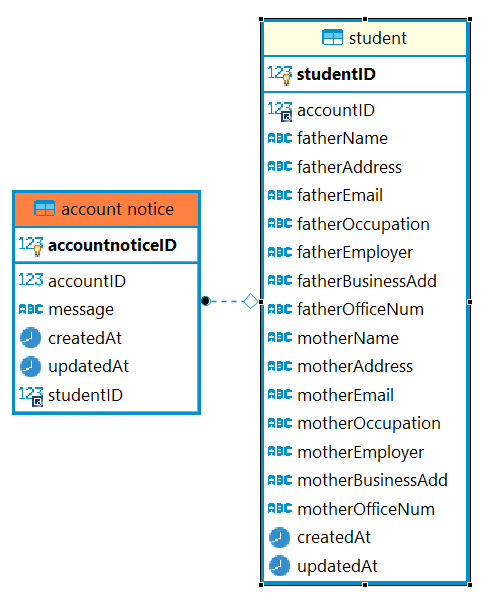 account notice
123 accountnoticeID
123 accountID
ABC message
createdAt
updatedAt
123 studentID
student
123 studentID
123 accountID
ABC fatherName
ABC fatherAddress
ABC fatherEmail
ABC fatherOccupation
ABC fatherEmployer
ABC fatherBusinessAdd
ABC fatherOfficeNum
ABC motherName
ABC motherAddress
ABC motherEmail
ABC motherOccupation
ABC motherEmployer
ABC motherBusinessAdd
ABC motherOfficeNum
createdAt
updatedAt